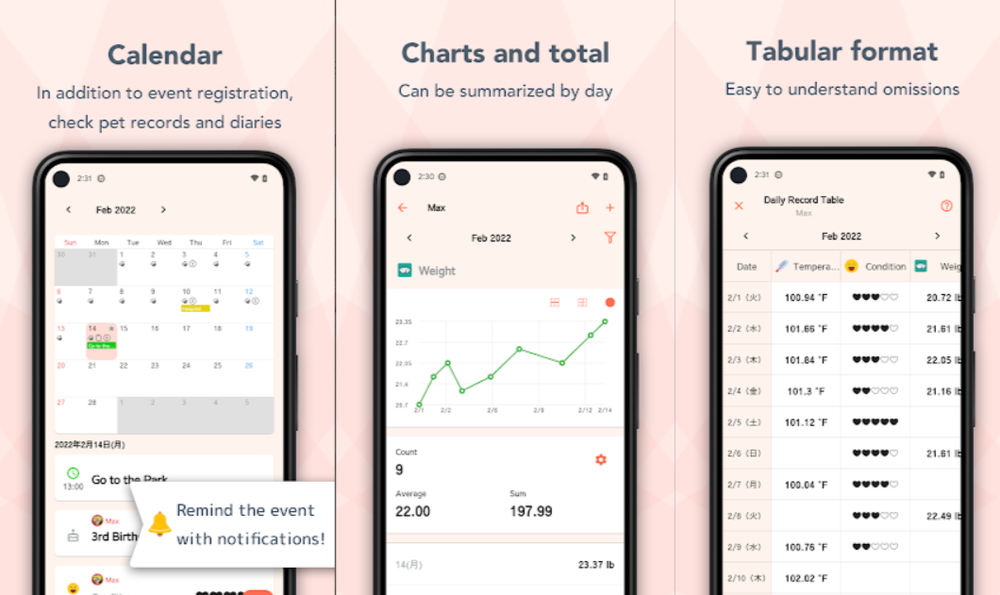 Calendar
In addition to event registration,
check pet records and diaries
2:31
Feb 2022
Sun Mon Tue Wed Thu Fri Sat
30 31 1 2 3 4 5
6 7 8 9 10 11 12
13 14 15 16 17 18 19
Go to the
20 21 22 23 24 25 26
27 28 1 2 3 4 5
2022年2月14日(月)
Go to the Park
13:00
Max
3rd Birth
Remind the event
with notifications!
Max
Charts and total
Can be summarized by day
2:30
Max
Feb 2022
Weight
23.35
22.7
22.05
21.4
20.7
2/1 2/2 2/6 2/9 2/12 2/14
Count
9
Average Sum
22.00 197.99
14(月) 23.37 lb
Tabular format
Easy to understand omissions
2:31
Daily Record Table
Max
Feb 2022
Date Tempera... Condition Weig
2/1 (火) 100.94 °F 20.72 lb
2/2 (水) 101.66 °F 21.61 lb
2/3 (木) 101.84 °F 22.05 lb
2/4 (金) 101.3 °F 21.16 lb
2/5 (土) 101.12 °F
2/6 (日) 21.61 lb
2/7 (月) 100.04 °F
2/8 (火) 22.49 lb
2/9 (水) 100.76 °F
2/10 (木) 102.02 °F